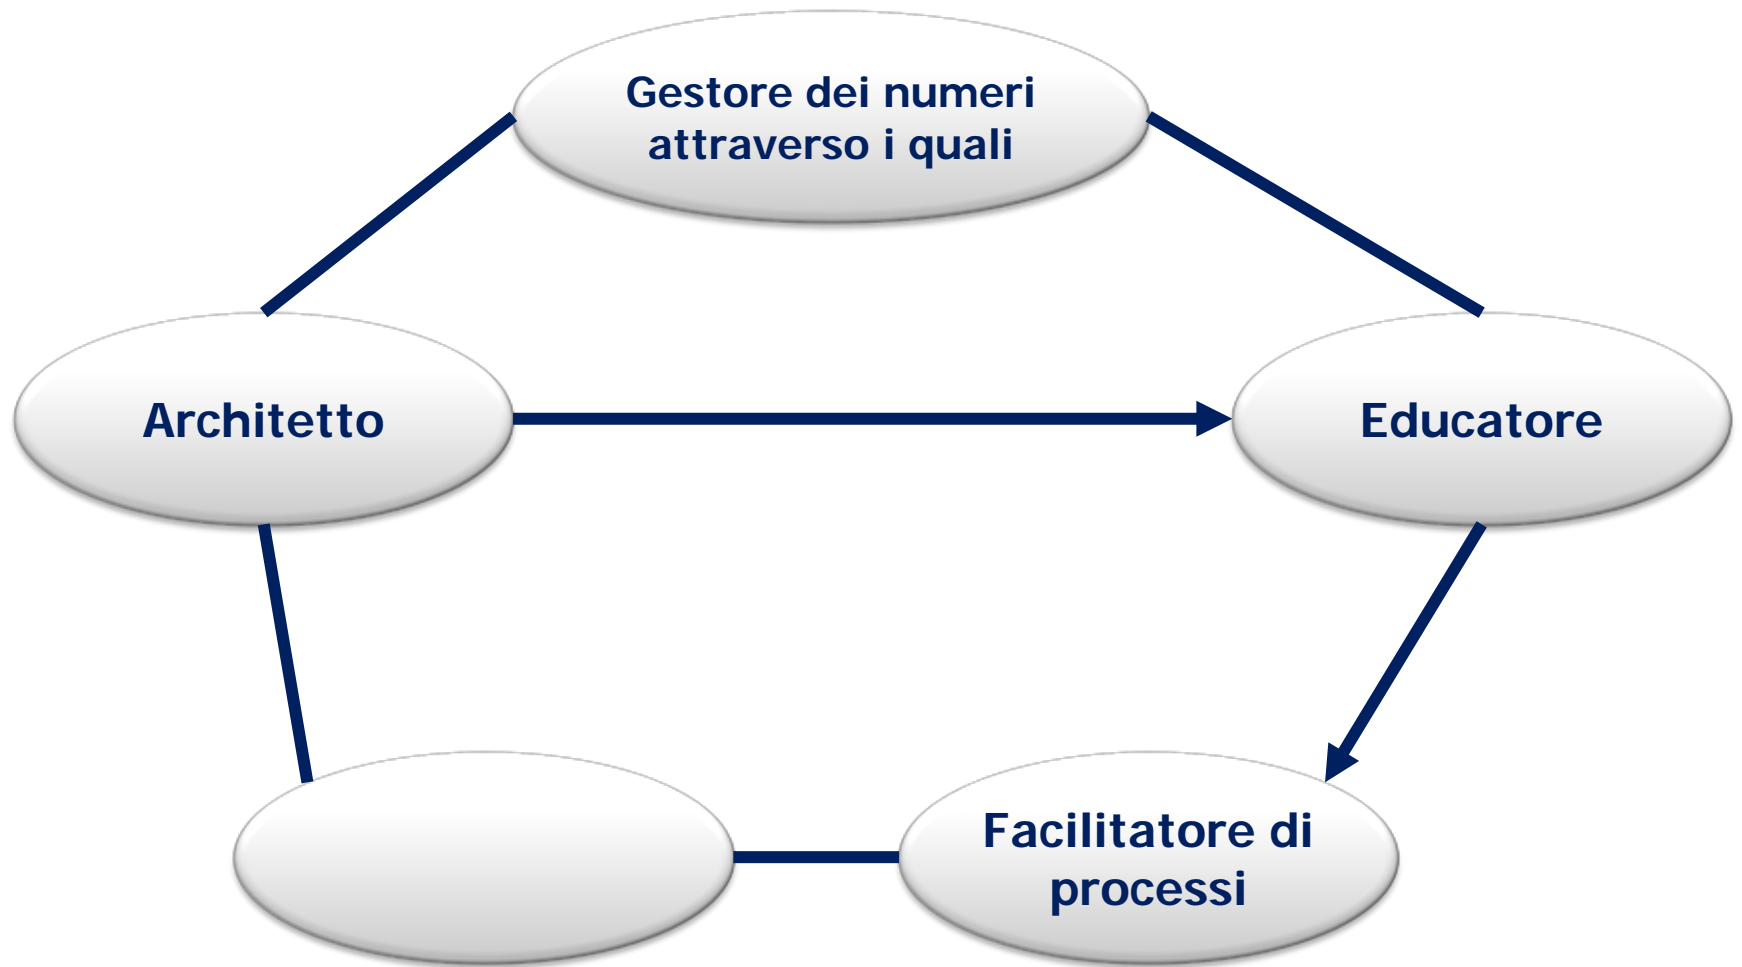 Gestore dei numeri
attraverso i quali
Architetto
Educatore
Facilitatore di
processi